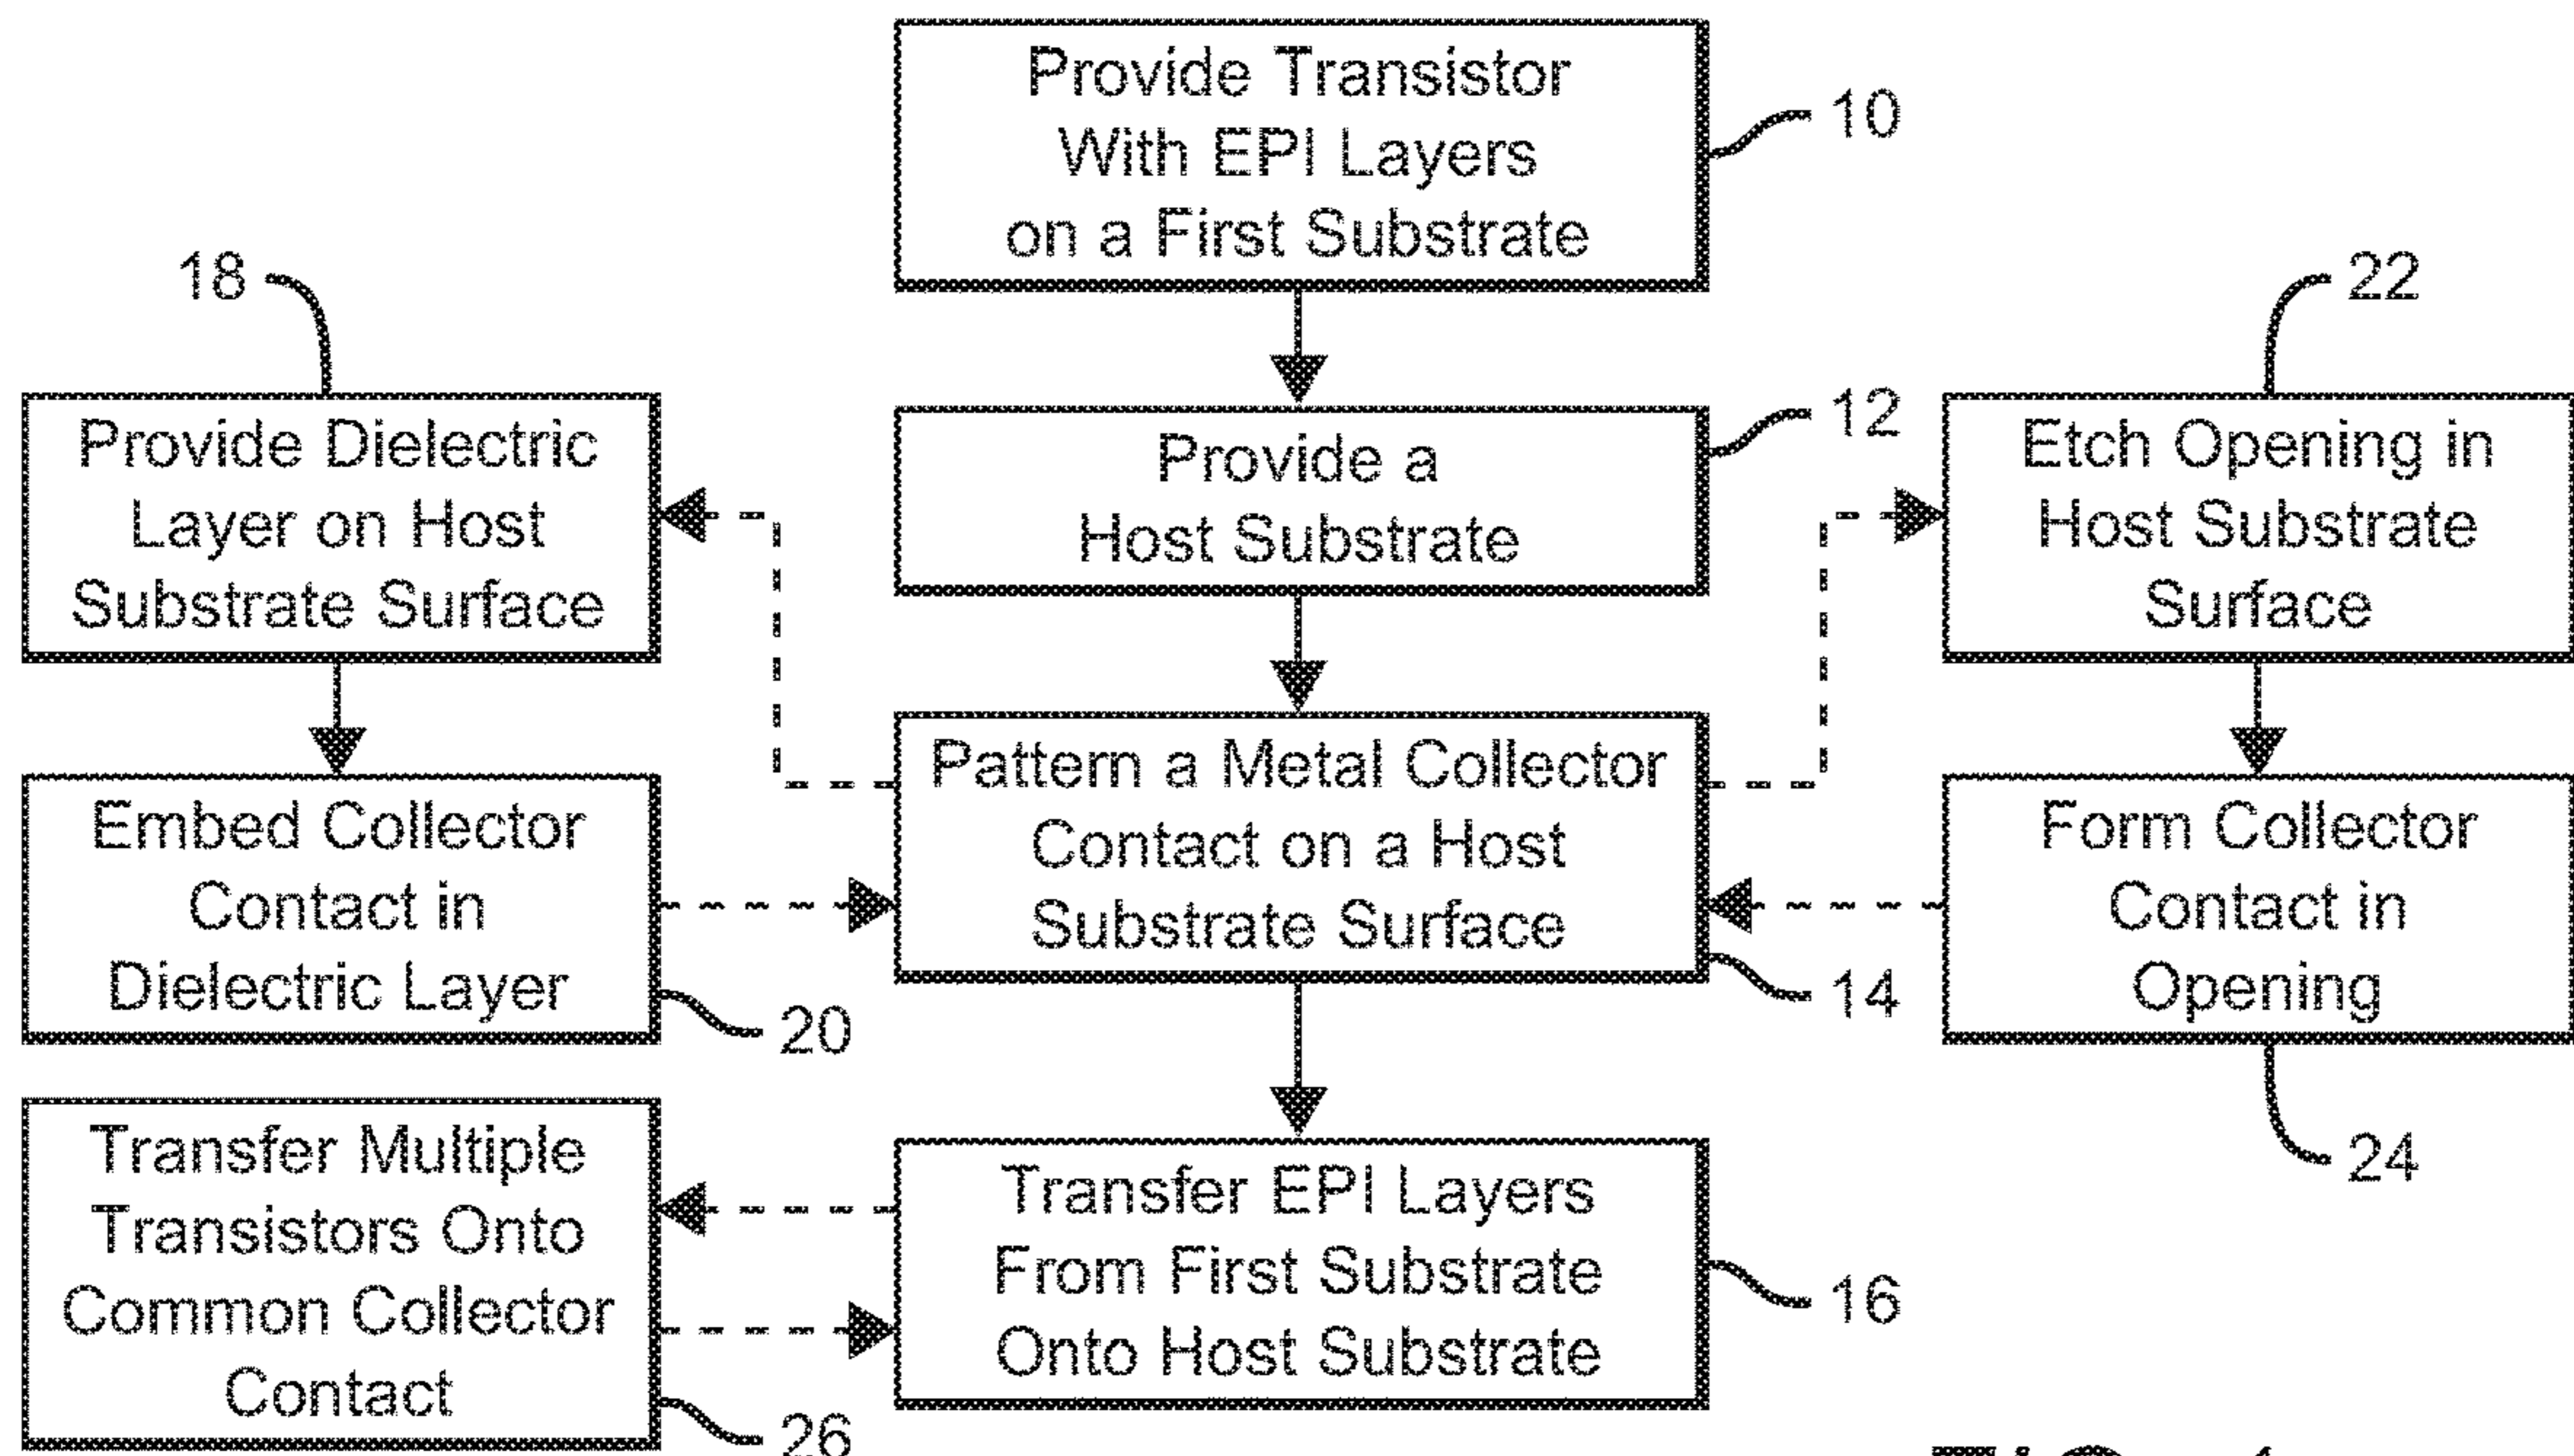 Provide Transistor
With EPI Layers
on a First Substrate
10
18
22
Provide Dielectric
Layer on Host
Substrate Surface
Provide a
Host Substrate
12
Etch Opening in
Host Substrate
Surface
Embed Collector
Contact in
Dielectric Layer
20
Pattern a Metal Collector
Contact on a Host
Substrate Surface
14
Form Collector
Contact in
Opening
24
Transfer Multiple
Transistors Onto
Common Collector
Contact
26
Transfer EPI Layers
From First Substrate
Onto Host Substrate
16